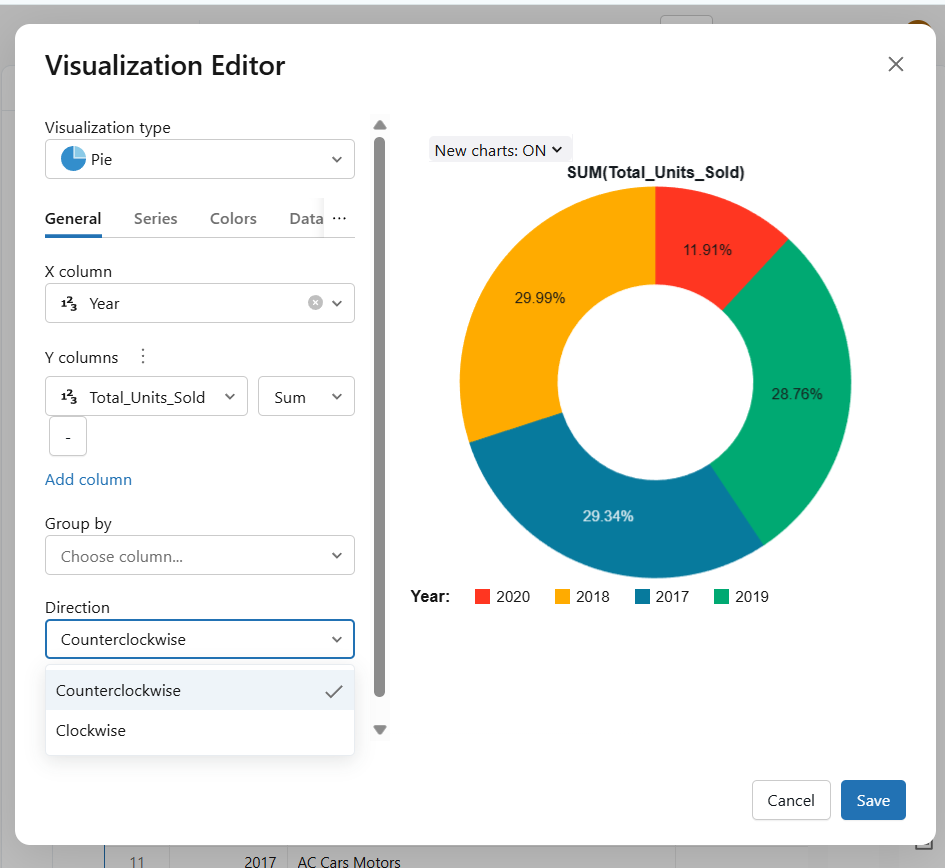 Visualization Editor
Visualization type
Pie
General Series Colors Data ...
X column
1²3 Year
Y columns
1²3 Total_Units_Sold Sum
-
Add column
Group by
Choose column...
Direction
Counterclockwise
Counterclockwise
Clockwise
New charts: ON
SUM(Total_Units_Sold)
11.91%
29.99%
28.76%
29.34%
Year: 2020 2018 2017 2019
Cancel Save
11 2017 AC Cars Motors